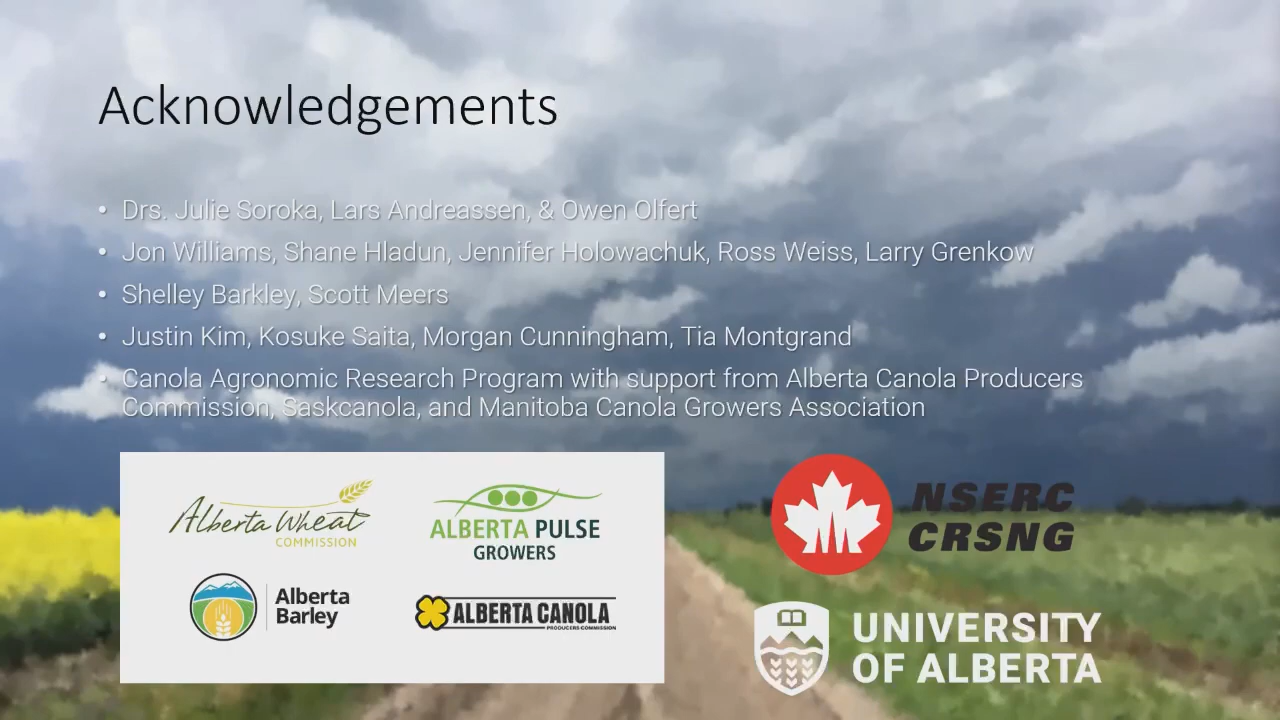 Acknowledgements
• Drs. Julie Soroka, Lars Andreassen, & Owen Olfert
• Jon Williams, Shane Hladun, Jennifer Holowachuk, Ross Weiss, Larry Grenkow
• Shelley Barkley, Scott Meers
• Justin Kim, Kosuke Saita, Morgan Cunningham, Tia Montgrand
• Canola Agronomic Research Program with support from Alberta Canola Producers
Commission, Saskcanola, and Manitoba Canola Growers Association
Alberta Wheat
COMMISSION
ALBERTA PULSE
GROWERS
Alberta
Barley
ALBERTA CANOLA
PRODUCERS COMMISSION
NSERC
CRSNG
UNIVERSITY
OF ALBERTA